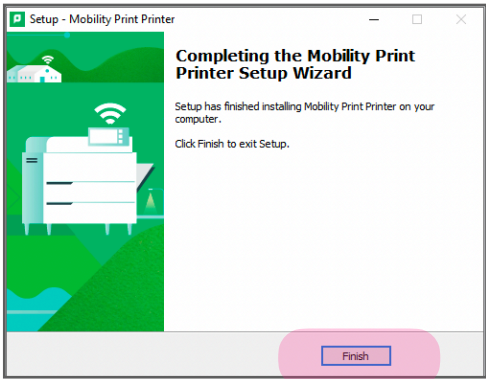 Setup - Mobility Print Printer
Completing the Mobility Print
Printer Setup Wizard
Setup has finished installing Mobility Print Printer on your
computer.
Click Finish to exit Setup.
Finish